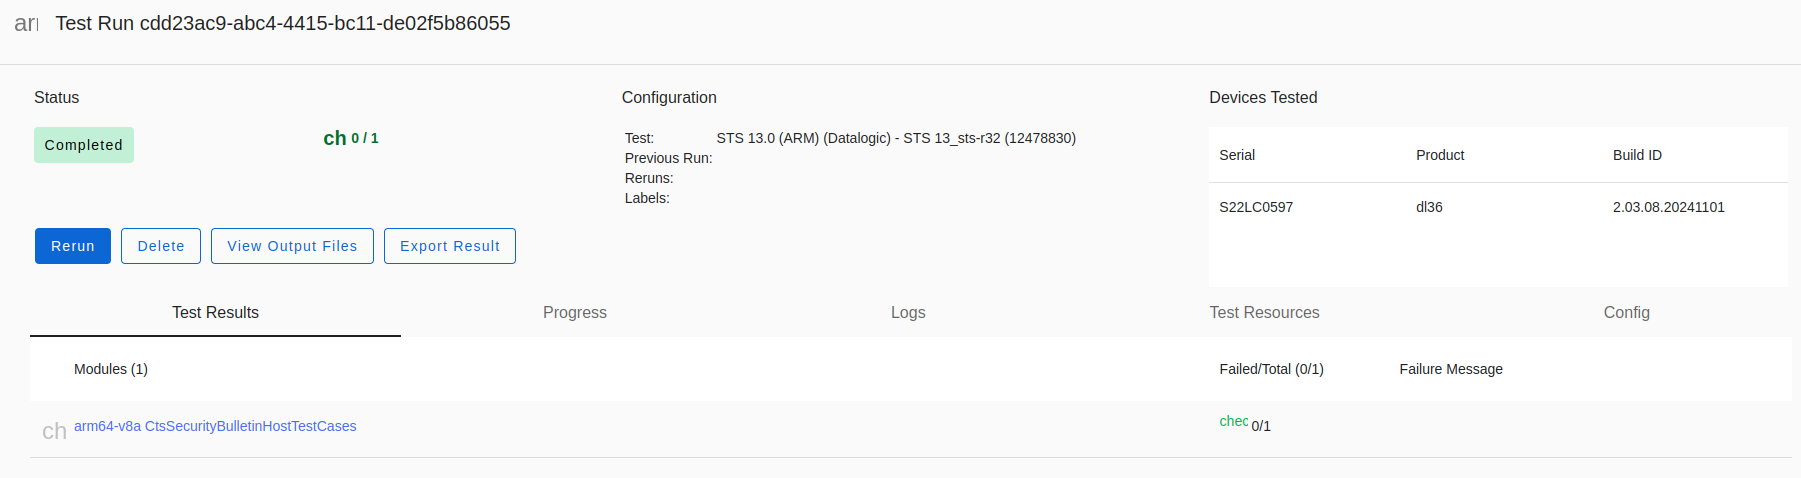 arr Test Run cdd23ac9-abc4-4415-bc11-de02f5b86055
Status
Completed
ch 0 / 1
Rerun Delete View Output Files Export Result
Configuration
Test: STS 13.0 (ARM) (Datalogic) - STS 13_sts-r32 (12478830)
Previous Run:
Reruns:
Labels:
Devices Tested
Serial Product Build ID
S22LC0597 dl36 2.03.08.20241101
Test Results Progress Logs Test Resources Config
Modules (1) Failed/Total (0/1) Failure Message
ch arm64-v8a CtsSecurityBulletinHostTestCases chec 0/1